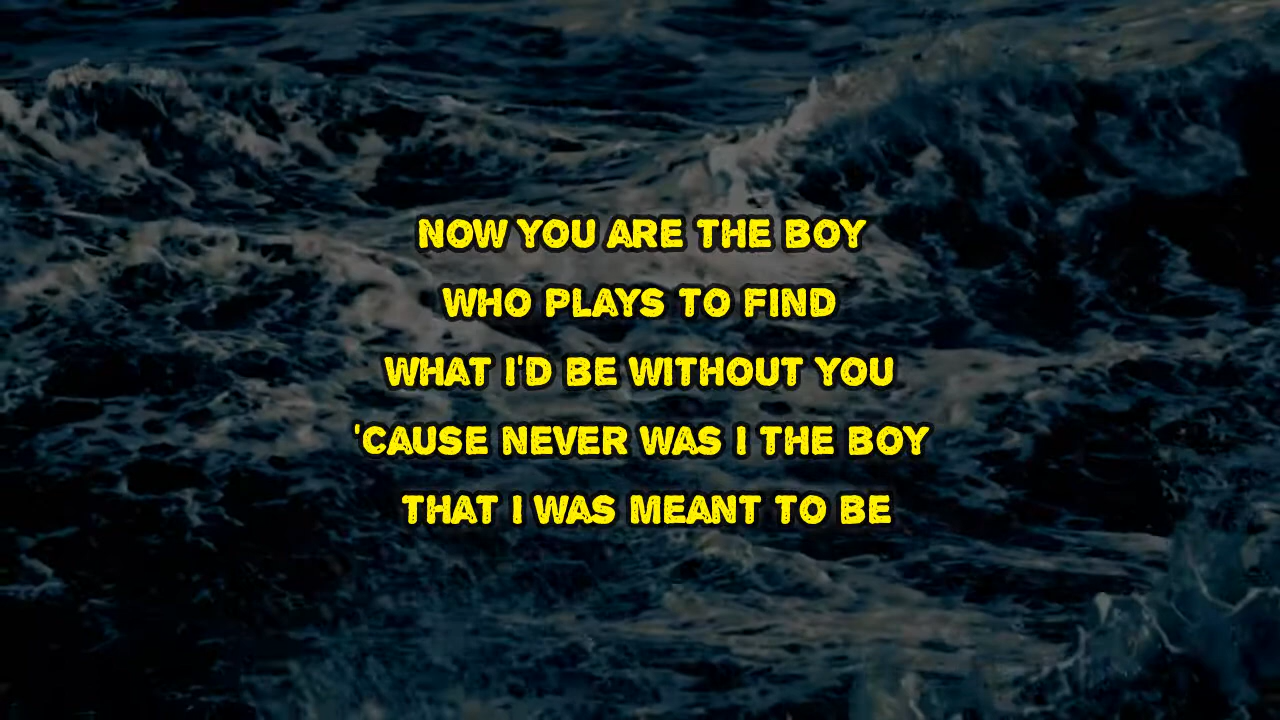 NOW YOU ARE THE BOY
WHO PLAYS TO FIND
WHAT I'D BE WITHOUT YOU
'CAUSE NEVER WAS I THE BOY
THAT I WAS MEANT TO BE